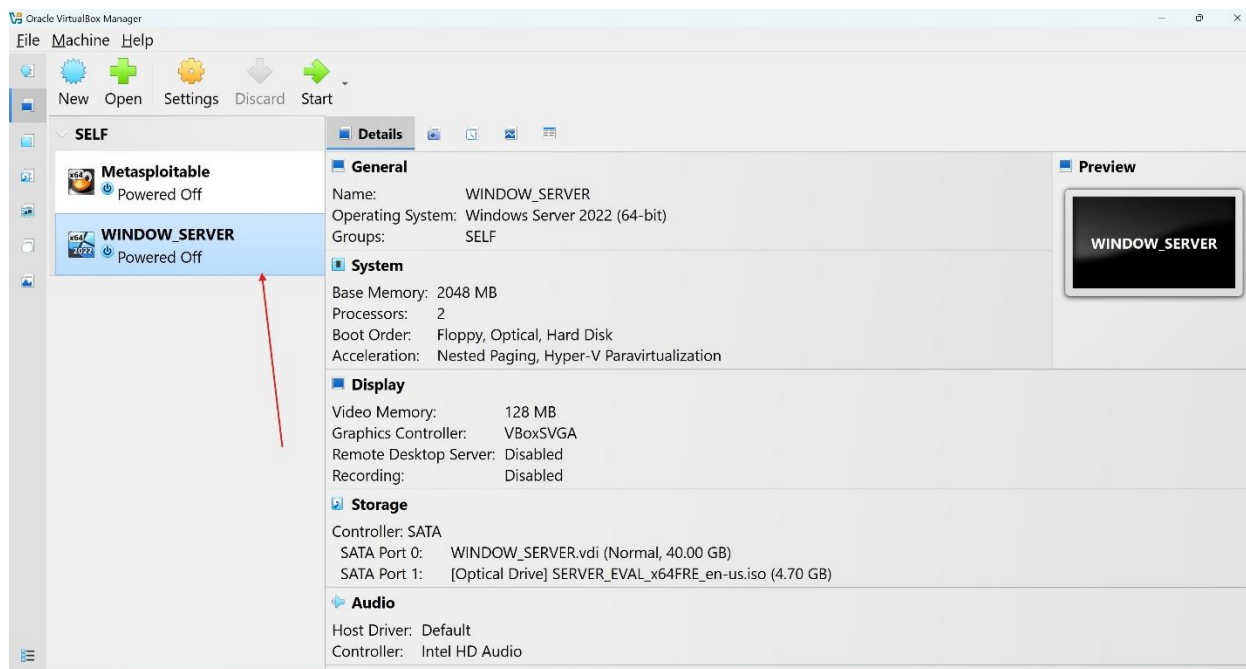 Oracle VirtualBox Manager
File Machine Help
New Open Settings Discard Start
SELF
Metasploitable
Powered Off
WINDOW_SERVER
Powered Off
Details
General
Name: WINDOW_SERVER
Operating System: Windows Server 2022 (64-bit)
Groups: SELF
System
Base Memory: 2048 MB
Processors: 2
Boot Order: Floppy, Optical, Hard Disk
Acceleration: Nested Paging, Hyper-V Paravirtualization
Display
Video Memory: 128 MB
Graphics Controller: VBoxSVGA
Remote Desktop Server: Disabled
Recording: Disabled
Storage
Controller: SATA
SATA Port 0: WINDOW_SERVER.vdi (Normal, 40.00 GB)
SATA Port 1: [Optical Drive] SERVER_EVAL_x64FRE_en-us.iso (4.70 GB)
Audio
Host Driver: Default
Controller: Intel HD Audio
Preview
WINDOW_SERVER
x64
x64
2022